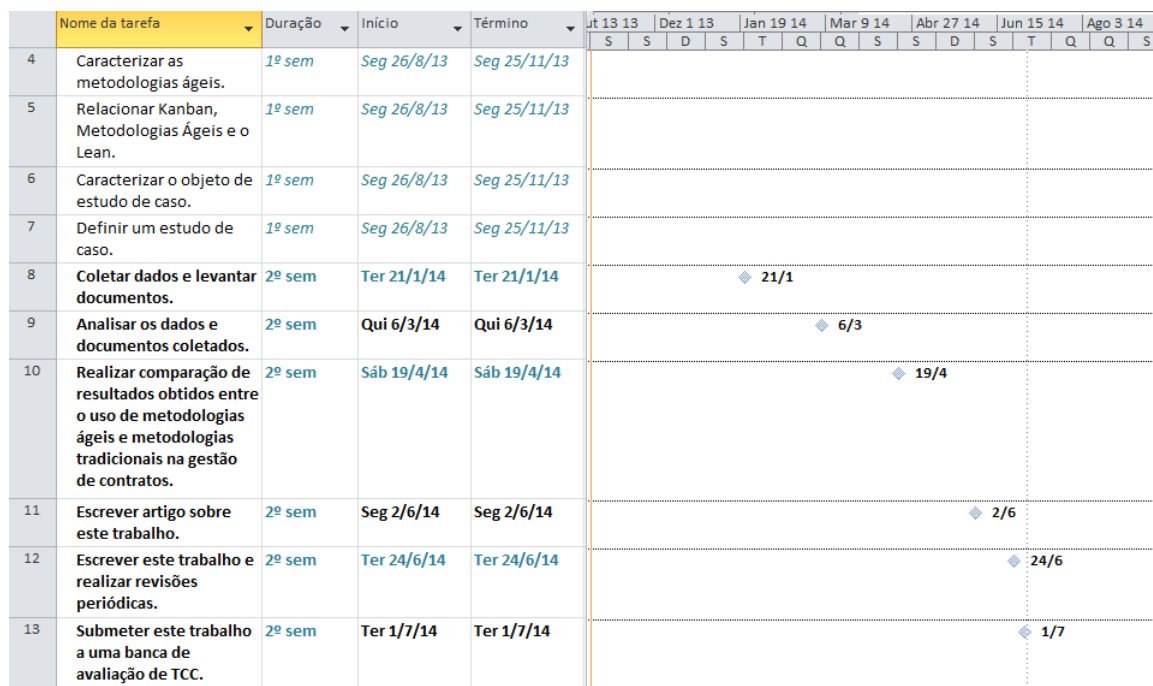 Nome da tarefa Duração Início Término ut 13 13 Dez 1 13 Jan 19 14 Mar 9 14 Abr 27 14 Jun 15 14 Ago 3 14
S S D S T Q Q S S D S T Q Q S
4 Caracterizar as 1º sem Seg 26/8/13 Seg 25/11/13
metodologias ágeis.
5 Relacionar Kanban, 1º sem Seg 26/8/13 Seg 25/11/13
Metodologias Ágeis e o
Lean.
6 Caracterizar o objeto de 1º sem Seg 26/8/13 Seg 25/11/13
estudo de caso.
7 Definir um estudo de 1º sem Seg 26/8/13 Seg 25/11/13
caso.
8 Coletar dados e levantar 2º sem Ter 21/1/14 Ter 21/1/14 21/1
documentos.
9 Analisar os dados e 2º sem Qui 6/3/14 Qui 6/3/14 6/3
documentos coletados.
10 Realizar comparação de 2º sem Sáb 19/4/14 Sáb 19/4/14 19/4
resultados obtidos entre
o uso de metodologias
ágeis e metodologias
tradicionais na gestão
de contratos.
11 Escrever artigo sobre 2º sem Seg 2/6/14 Seg 2/6/14 2/6
este trabalho.
12 Escrever este trabalho e 2º sem Ter 24/6/14 Ter 24/6/14 24/6
realizar revisões
periódicas.
13 Submeter este trabalho 2º sem Ter 1/7/14 Ter 1/7/14 1/7
a uma banca de
avaliação de TCC.